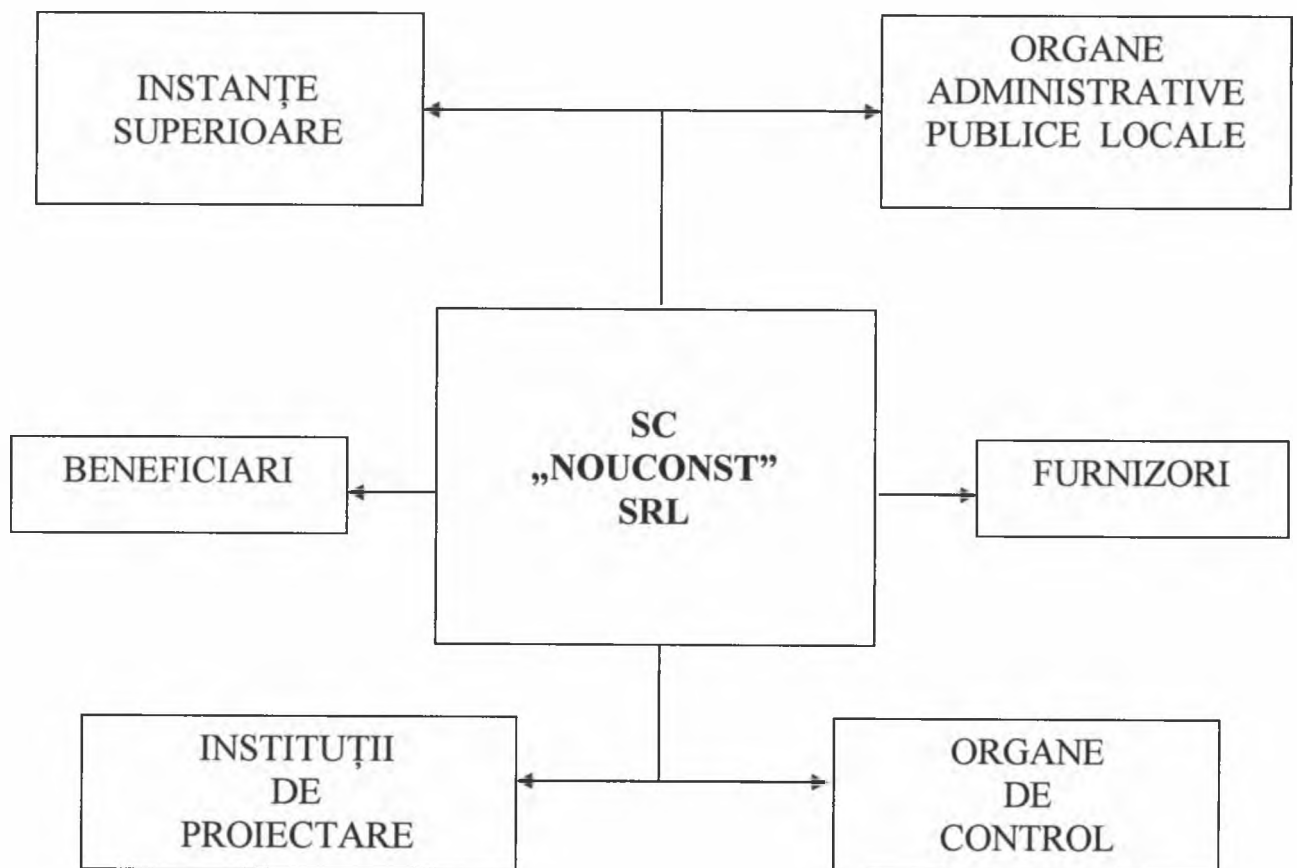 INSTANȚE
SUPERIOARE
ORGANE
ADMINISTRATIVE
PUBLICE LOCALE
SC
„NOUCONST”
SRL
BENEFICIARI
FURNIZORI
INSTITUȚII
DE
PROIECTARE
ORGANE
DE
CONTROL